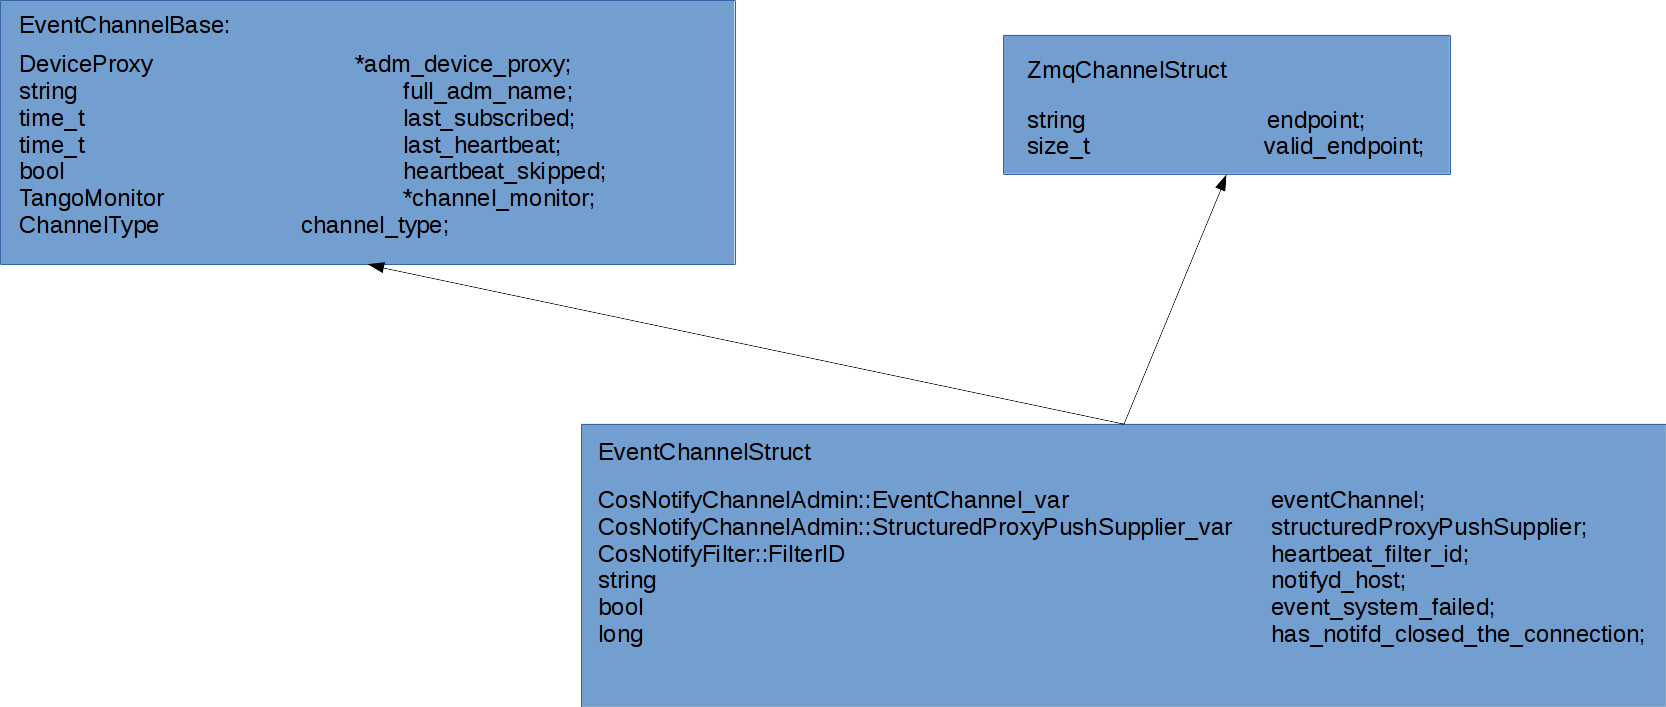 EventChannelBase:
DeviceProxy *adm_device_proxy;
string full_adm_name;
time_t last_subscribed;
time_t last_heartbeat;
bool heartbeat_skipped;
TangoMonitor *channel_monitor;
ChannelType channel_type;
ZmqChannelStruct
string endpoint;
size_t valid_endpoint;
EventChannelStruct
CosNotifyChannelAdmin::EventChannel_var eventChannel;
CosNotifyChannelAdmin::StructuredProxyPushSupplier_var structuredProxyPushSupplier;
CosNotifyFilter::FilterID heartbeat_filter_id;
string notifyd_host;
bool event_system_failed;
long has_notifd_closed_the_connection;